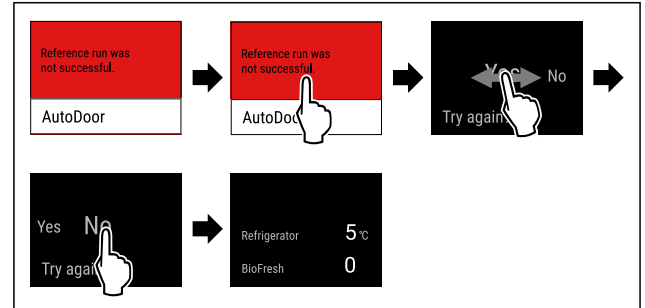 Reference run was
not successful.
AutoDoor
Reference run was
not successful.
AutoDoo
Yes No
Try again
Yes No
Try agai
Refrigerator 5 °C
BioFresh 0